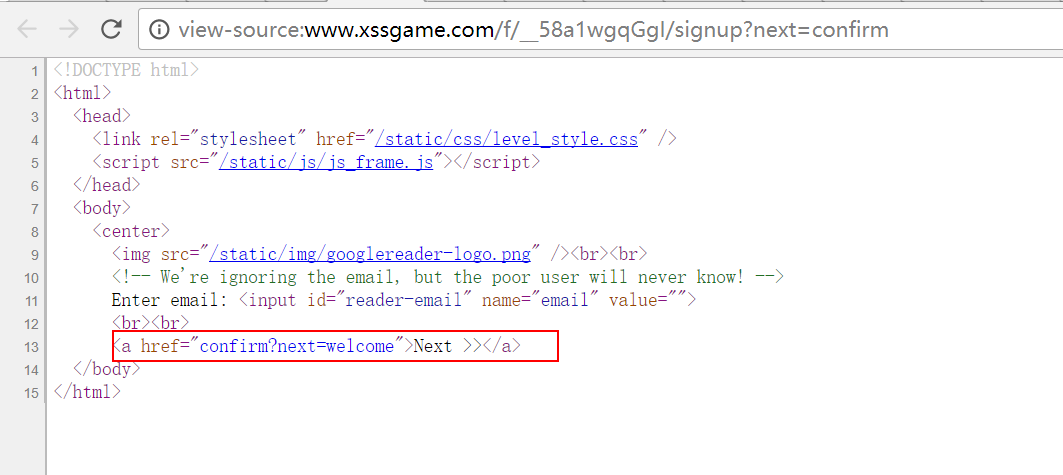 view-source:www.xssgame.com/f/__58a1wgqGgI/signup?next=confirm
1 <!DOCTYPE html>
2 <html>
3 <head>
4 <link rel="stylesheet" href="/static/css/level_style.css" />
5 <script src="/static/js/js_frame.js"></script>
6 </head>
7 <body>
8 <center>
9 <img src="/static/img/googlereader-logo.png" /><br><br>
10 <!-- We're ignoring the email, but the poor user will never know! -->
11 Enter email: <input id="reader-email" name="email" value="">
12 <br><br>
13 <a href="confirm?next=welcome">Next >></a>
14 </body>
15 </html>